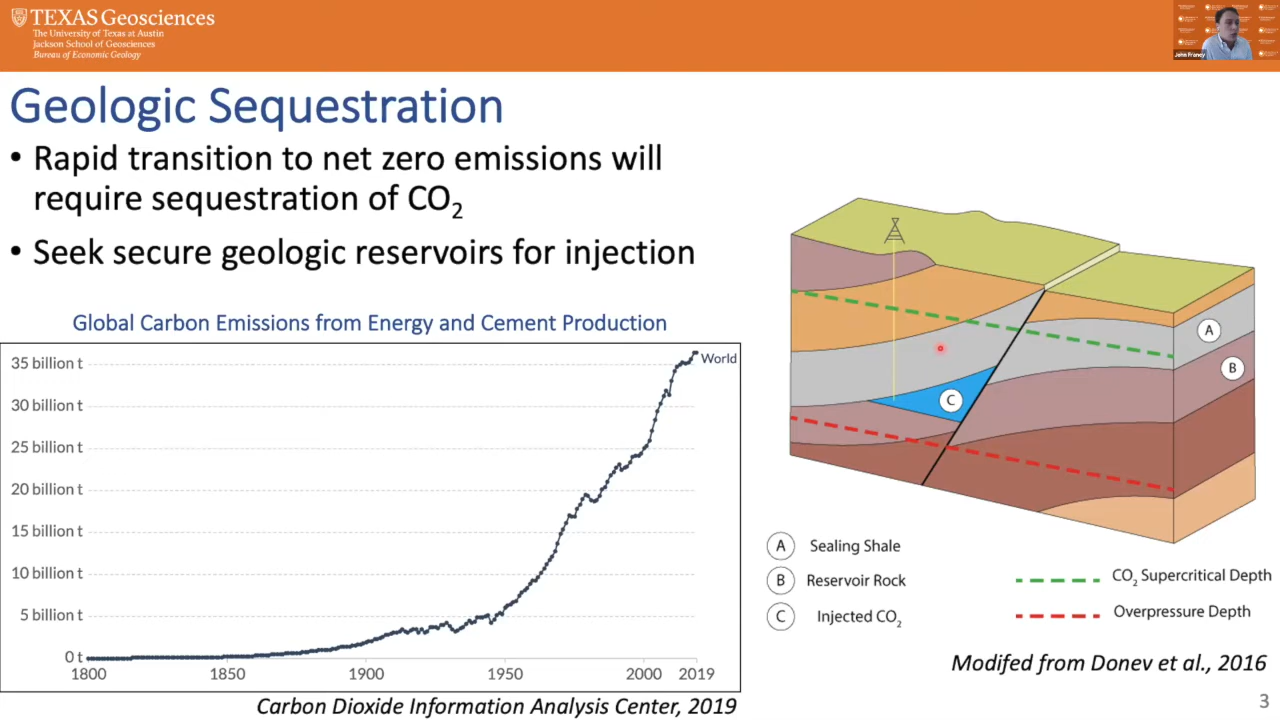 TEXAS Geosciences
The University of Texas at Austin
Jackson School of Geosciences
Bureau of Economic Geology
John Franey
Geologic Sequestration
• Rapid transition to net zero emissions will
require sequestration of CO₂
• Seek secure geologic reservoirs for injection
Global Carbon Emissions from Energy and Cement Production
35 billion t
30 billion t
25 billion t
20 billion t
15 billion t
10 billion t
5 billion t
0 t
1800
1850
1900
1950
2000
2019
World
Carbon Dioxide Information Analysis Center, 2019
A
B
C
A Sealing Shale
B Reservoir Rock
C Injected CO₂
CO₂ Supercritical Depth
Overpressure Depth
Modifed from Donev et al., 2016
3